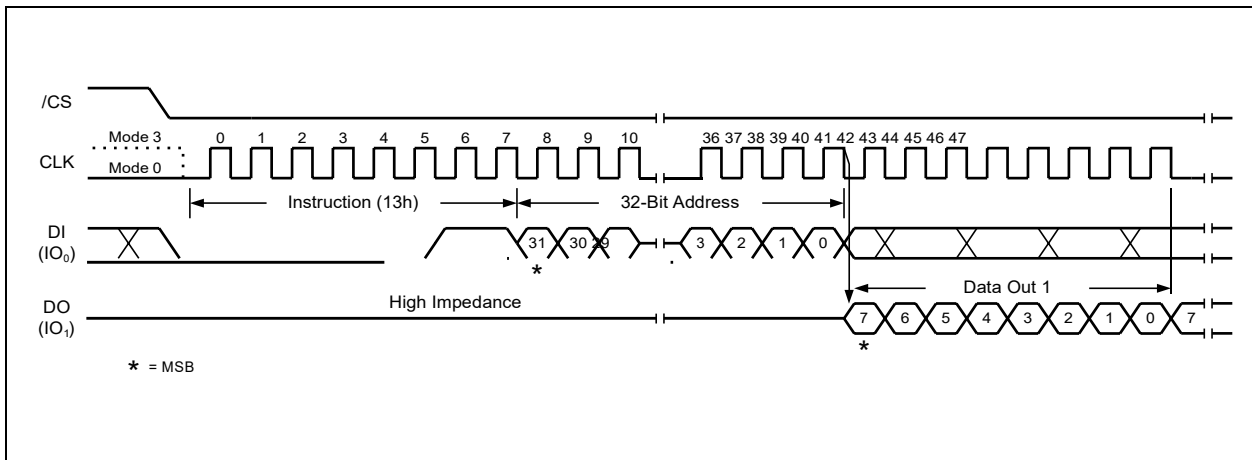 /CS
Mode 3 0 1 2 3 4 5 6 7 8 9 10 36 37 38 39 40 41 42 43 44 45 46 47
CLK
Mode 0
Instruction (13h) 32-Bit Address
DI
(IO0)
31 30 29 3 2 1 0
*
Data Out 1
High Impedance
DO
(IO1)
7 6 5 4 3 2 1 0 7
*
* = MSB